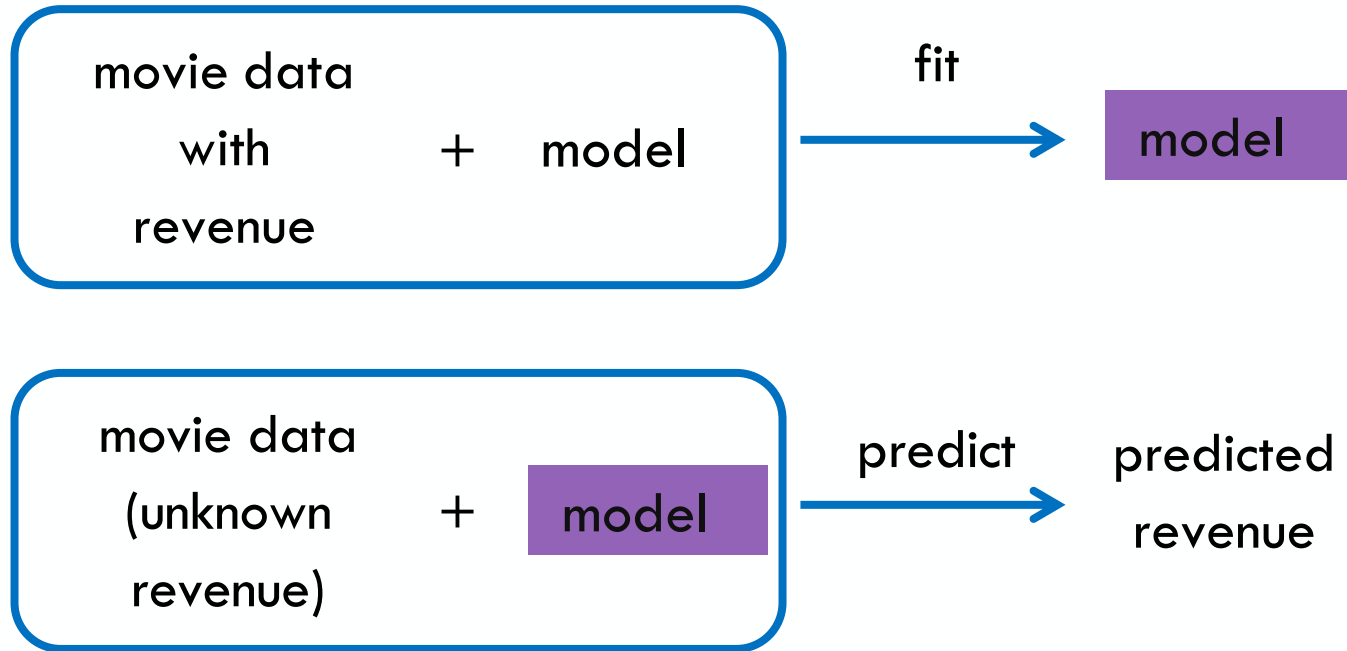 movie data
with
revenue
+
model
fit
model
movie data
(unknown
revenue)
+
model
predict
predicted
revenue